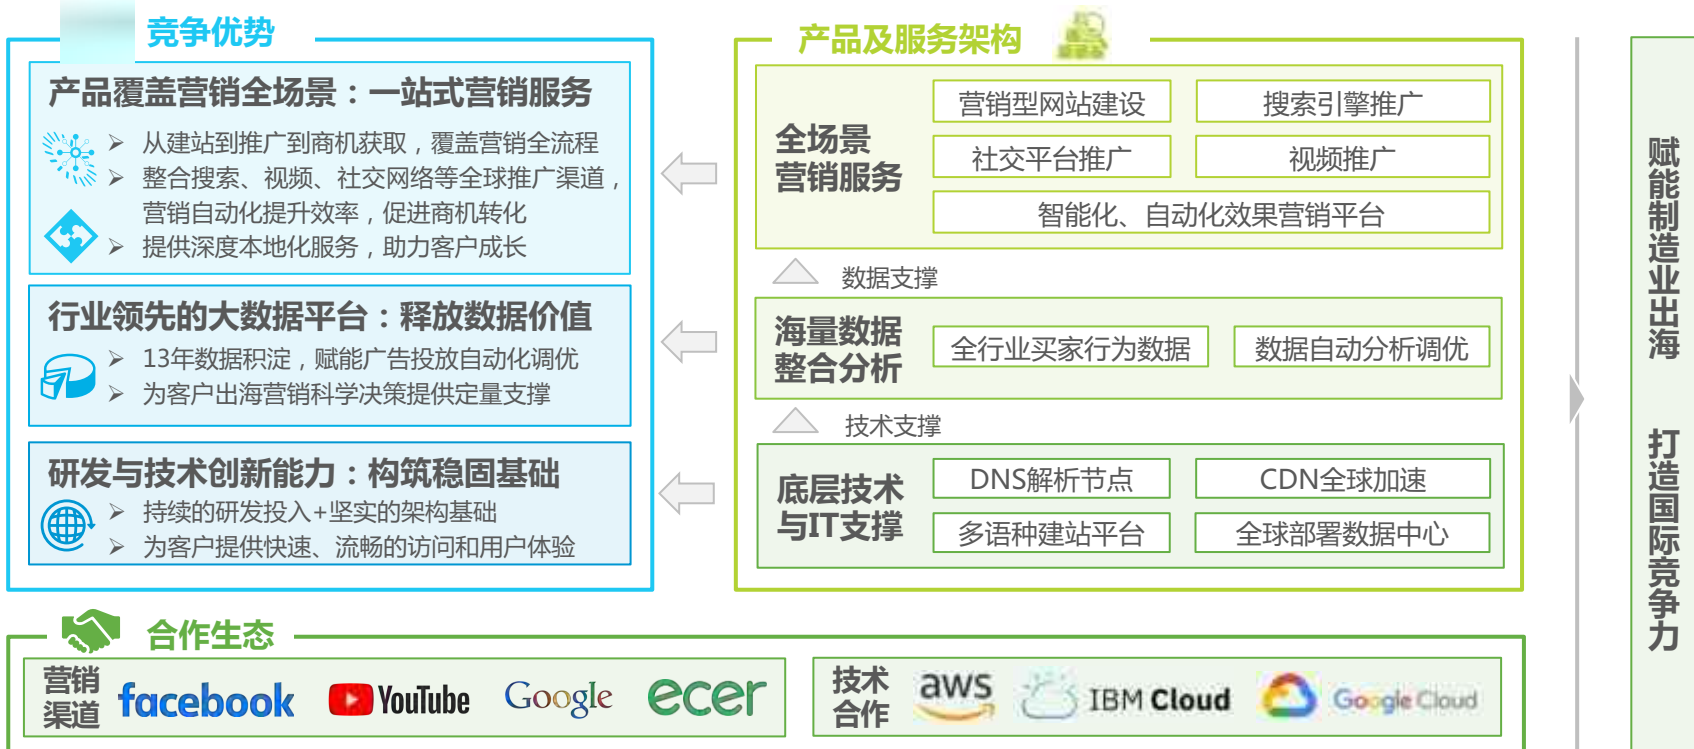 竞争优势
产品覆盖营销全场景：一站式营销服务
从建站到推广到商机获取，覆盖营销全流程
整合搜索、视频、社交网络等全球推广渠道，
营销自动化提升效率，促进商机转化
提供深度本地化服务，助力客户成长
行业领先的大数据平台：释放数据价值
13年数据积淀，赋能广告投放自动化调优
为客户出海营销科学决策提供定量支撑
研发与技术创新能力：构筑稳固基础
持续的研发投入+坚实的架构基础
为客户提供快速、流畅的访问和用户体验
产品及服务架构
全场景
营销服务
营销型网站建设
搜索引擎推广
社交平台推广
视频推广
智能化、自动化效果营销平台
数据支撑
海量数据
整合分析
全行业买家行为数据
数据自动分析调优
技术支撑
底层技术
与IT支撑
DNS解析节点
CDN全球加速
多语种建站平台
全球部署数据中心
赋能制造业出海
打造国际竞争力
合作生态
营销
渠道
facebook
YouTube
Google
ecer
技术
合作
aws
IBM Cloud
Google Cloud